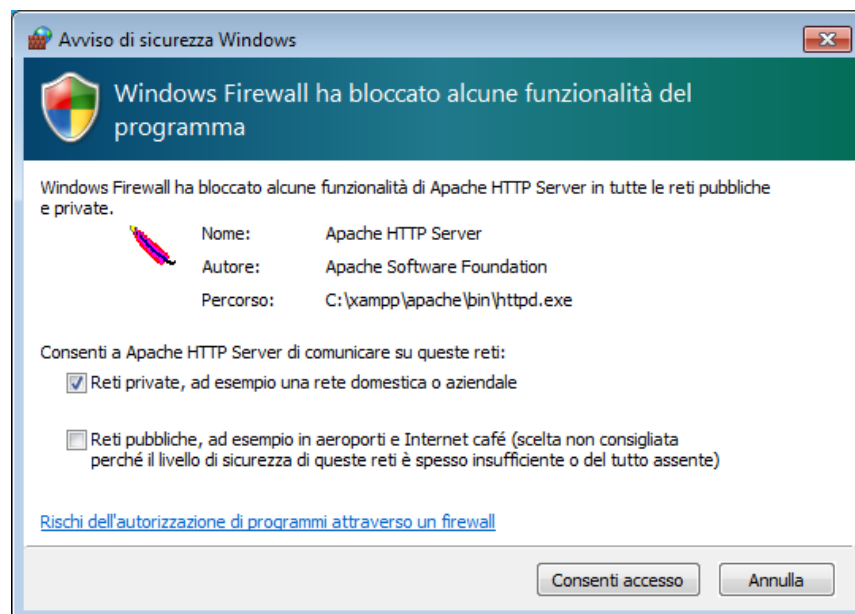 Avviso di sicurezza Windows
Windows Firewall ha bloccato alcune funzionalità del
programma
Windows Firewall ha bloccato alcune funzionalità di Apache HTTP Server in tutte le reti pubbliche
e private.
Nome: Apache HTTP Server
Autore: Apache Software Foundation
Percorso: C:\xampp\apache\bin\httpd.exe
Consenti a Apache HTTP Server di comunicare su queste reti:
Reti private, ad esempio una rete domestica o aziendale
Reti pubbliche, ad esempio in aeroporti e Internet café (scelta non consigliata
perché il livello di sicurezza di queste reti è spesso insufficiente o del tutto assente)
Rischi dell'autorizzazione di programmi attraverso un firewall
Consenti accesso Annulla